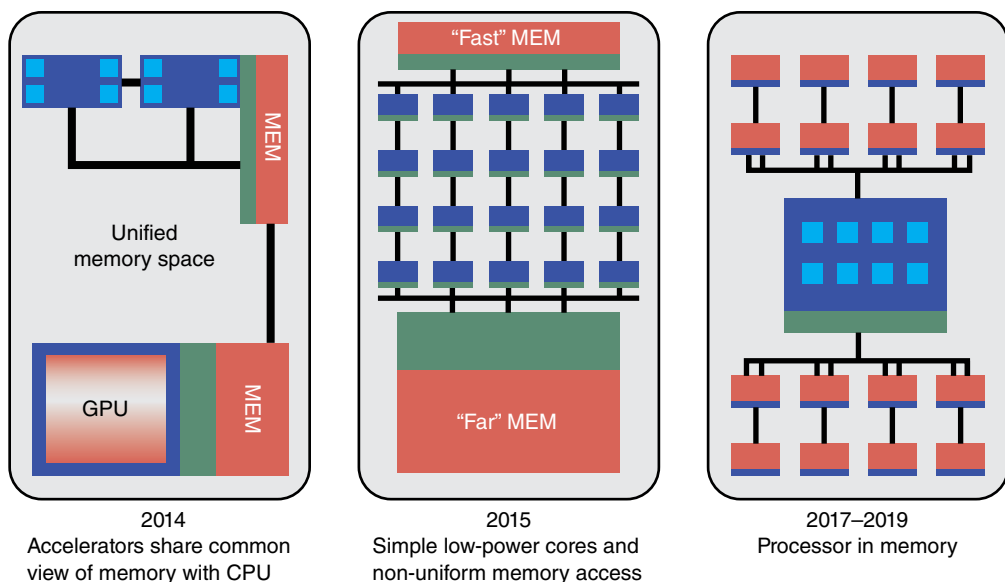 MEM
Unified
memory space
GPU
MEM
2014
Accelerators share common
view of memory with CPU
“Fast” MEM
“Far” MEM
2015
Simple low-power cores and
non-uniform memory access
2017–2019
Processor in memory